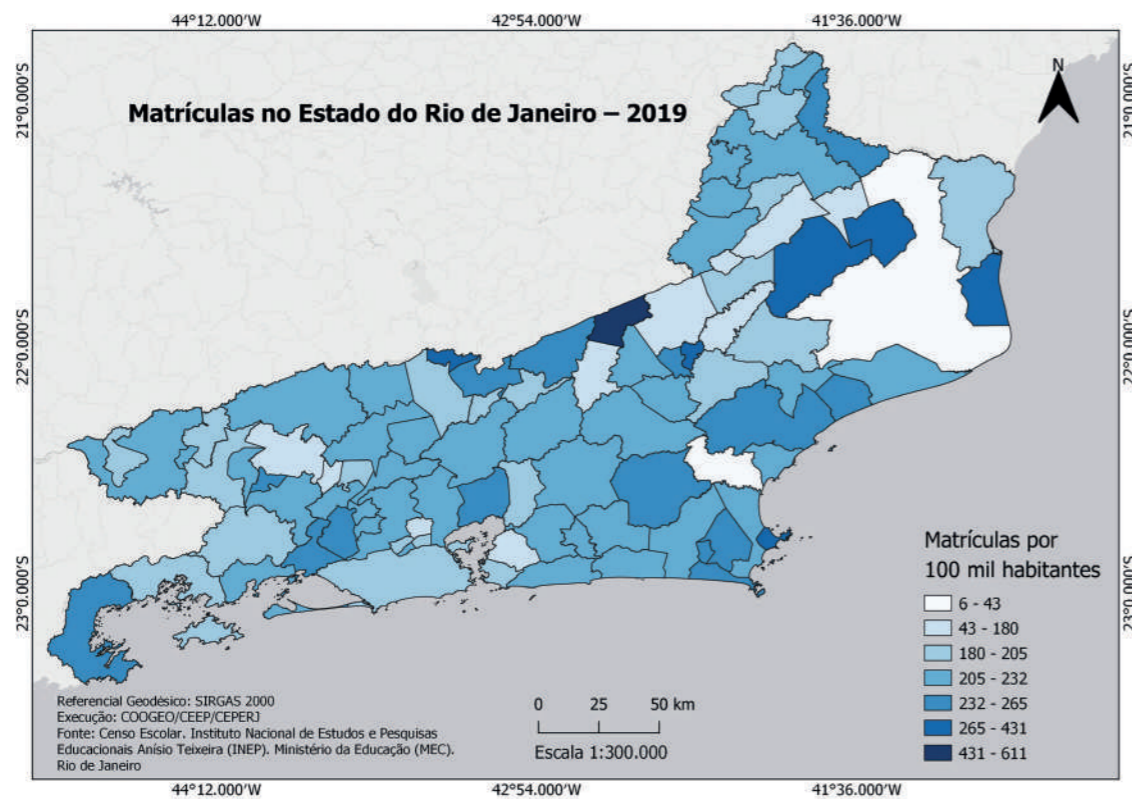 44°12.000'W 42°54.000'W 41°36.000'W
21°0.000'S 21°0.000'S
N
Matrículas no Estado do Rio de Janeiro – 2019
22°0.000'S 22°0.000'S
Matrículas por
100 mil habitantes
6 - 43
43 - 180
180 - 205
205 - 232
232 - 265
265 - 431
431 - 611
23°0.000'S 23°0.000'S
Referencial Geodésico: SIRGAS 2000
Execução: COOGEO/CEEP/CEPERJ
Fonte: Censo Escolar. Instituto Nacional de Estudos e Pesquisas
Educacionais Anísio Teixeira (INEP). Ministério da Educação (MEC).
Rio de Janeiro
0 25 50 km
Escala 1:300.000
44°12.000'W 42°54.000'W 41°36.000'W